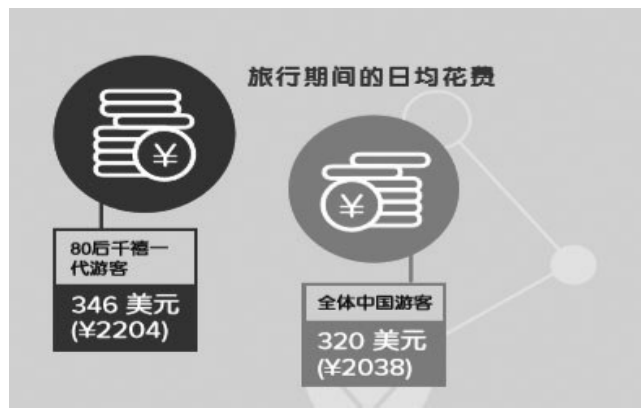 旅行期间的日均花费
¥
¥
80后千禧一
代游客
346 美元
(¥2204)
全体中国游客
320 美元
(¥2038)